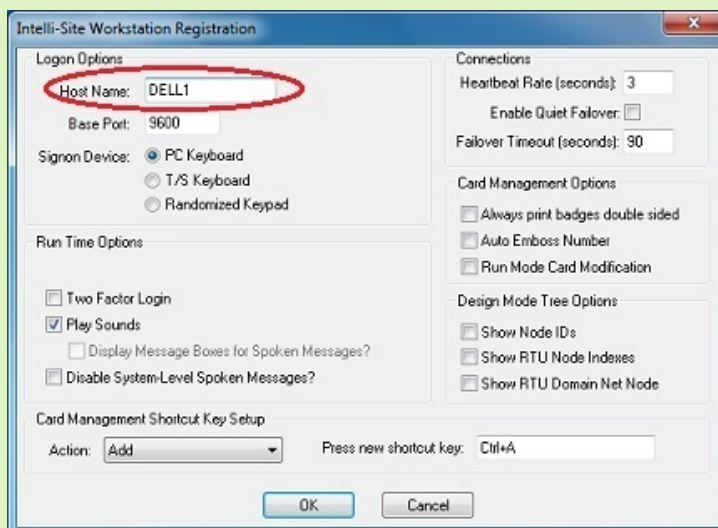 Intelli-Site Workstation Registration
Logon Options
Host Name: DELL1
Base Port: 9600
Signon Device: PC Keyboard
T/S Keyboard
Randomized Keypad
Connections
Heartbeat Rate (seconds): 3
Enable Quiet Failover:
Failover Timeout (seconds): 90
Card Management Options
Always print badges double sided
Auto Emboss Number
Run Mode Card Modification
Run Time Options
Two Factor Login
Play Sounds
Display Message Boxes for Spoken Messages?
Disable System-Level Spoken Messages?
Design Mode Tree Options
Show Node IDs
Show RTU Node Indexes
Show RTU Domain Net Node
Card Management Shortcut Key Setup
Action: Add Press new shortcut key: Ctrl+A
OK Cancel